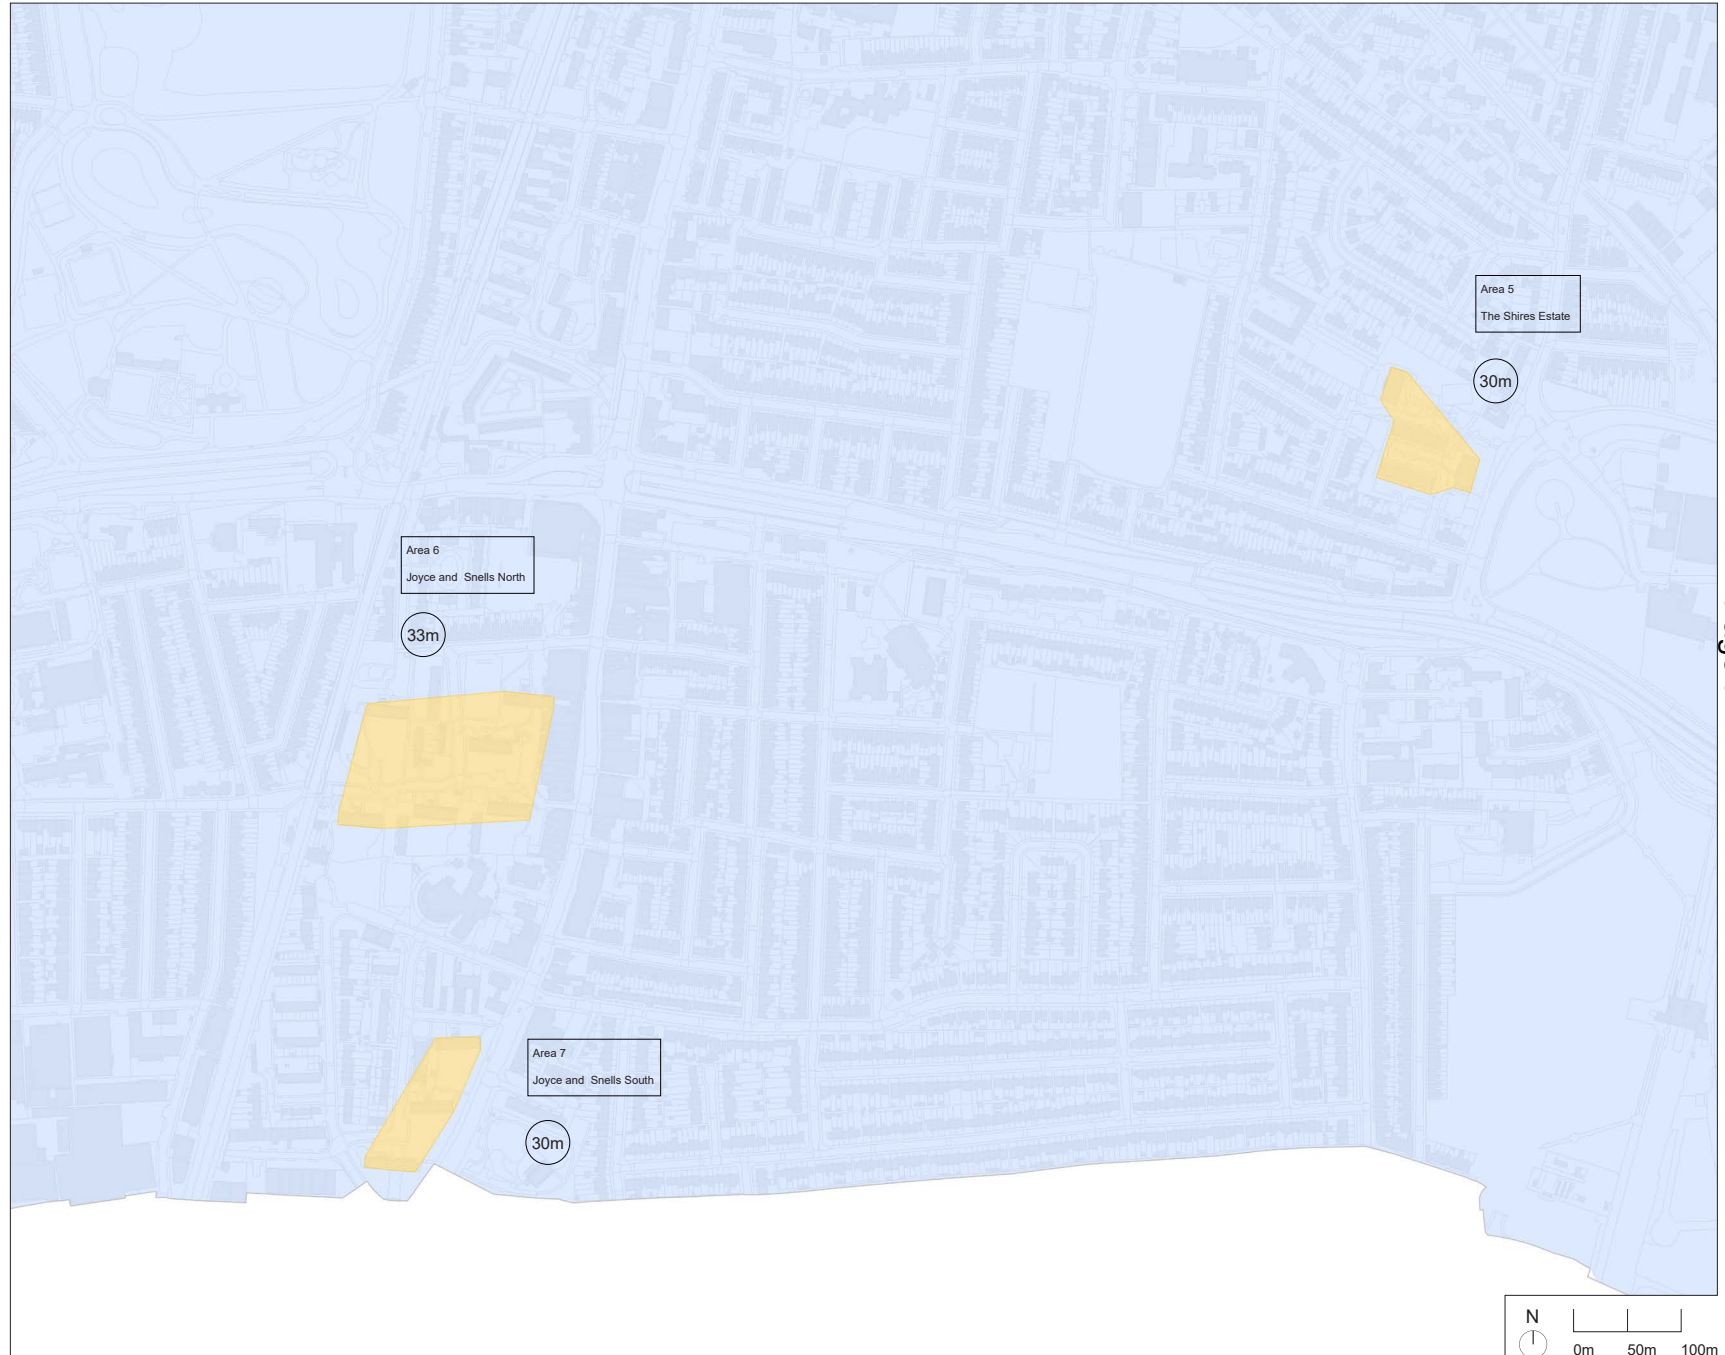 Area 5
The Shires Estate
30m
Area 6
Joyce and Snells North
33m
Area 7
Joyce and Snells South
30m
N
0m 50m 100m